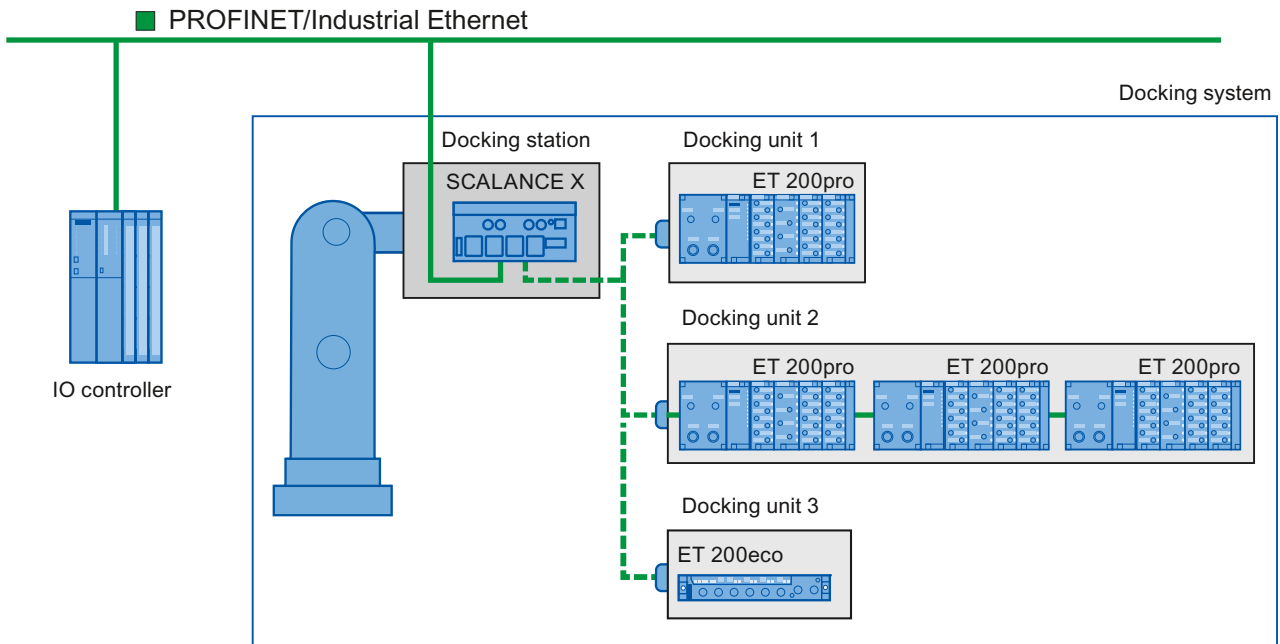 PROFINET/Industrial Ethernet
Docking system
Docking station
SCALANCE X
Docking unit 1
ET 200pro
IO controller
Docking unit 2
ET 200pro
ET 200pro
ET 200pro
Docking unit 3
ET 200eco